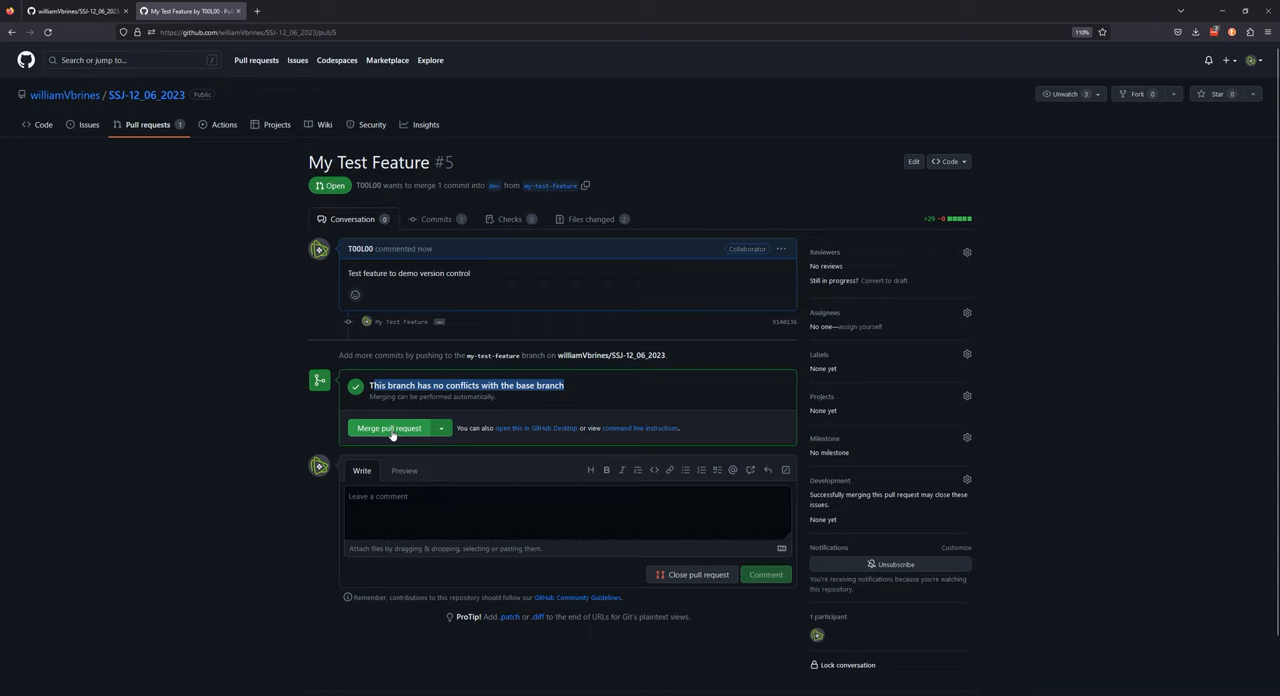 williamVbrines/SSJ-12_06_2023
My Test Feature by T00L00 · Pull
https://github.com/williamVbrines/SSJ-12_06_2023/pull/5
110%
Search or jump to...
/
Pull requests
Issues
Codespaces
Marketplace
Explore
williamVbrines / SSJ-12_06_2023
Public
Unwatch 3
Fork 0
Star 0
Code
Issues
Pull requests 1
Actions
Projects
Wiki
Security
Insights
My Test Feature #5
Edit
Code
Open
T00L00 wants to merge 1 commit into dev from my-test-feature
Conversation 0
Commits 1
Checks 0
Files changed 2
+29 -0
T00L00 commented now
Collaborator
Test feature to demo version control
My Test Feature
Add more commits by pushing to the my-test-feature branch on williamVbrines/SSJ-12_06_2023.
This branch has no conflicts with the base branch
Merging can be performed automatically.
Merge pull request
You can also open this in GitHub Desktop or view command line instructions.
Write
Preview
Leave a comment
Attach files by dragging & dropping, selecting or pasting them.
Close pull request
Comment
Remember, contributions to this repository should follow our GitHub Community Guidelines.
ProTip! Add .patch or .diff to the end of URLs for Git's plaintext views.
Reviewers
No reviews
Still in progress? Convert to draft
Assignees
No one—assign yourself
Labels
None yet
Projects
None yet
Milestone
No milestone
Development
Successfully merging this pull request may close these
issues.
None yet
Notifications
Customize
Unsubscribe
You're receiving notifications because you're watching
this repository.
1 participant
Lock conversation